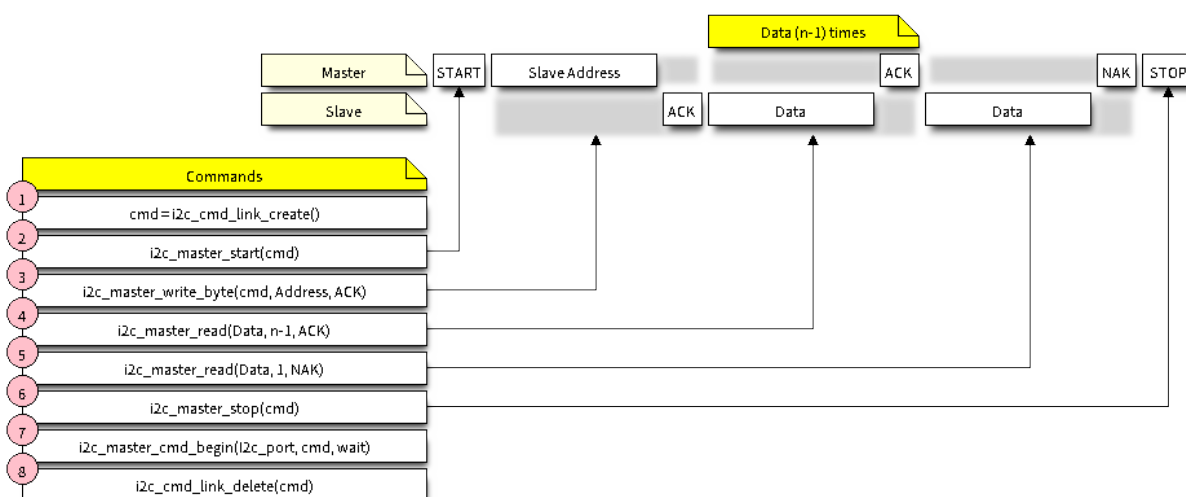 Data (n-1) times
Master START Slave Address ACK NAK STOP
Slave ACK Data Data
Commands
1
cmd = i2c_cmd_link_create()
2
i2c_master_start(cmd)
3
i2c_master_write_byte(cmd, Address, ACK)
4
i2c_master_read(Data, n-1, ACK)
5
i2c_master_read(Data, 1, NAK)
6
i2c_master_stop(cmd)
7
i2c_master_cmd_begin(I2c_port, cmd, wait)
8
i2c_cmd_link_delete(cmd)